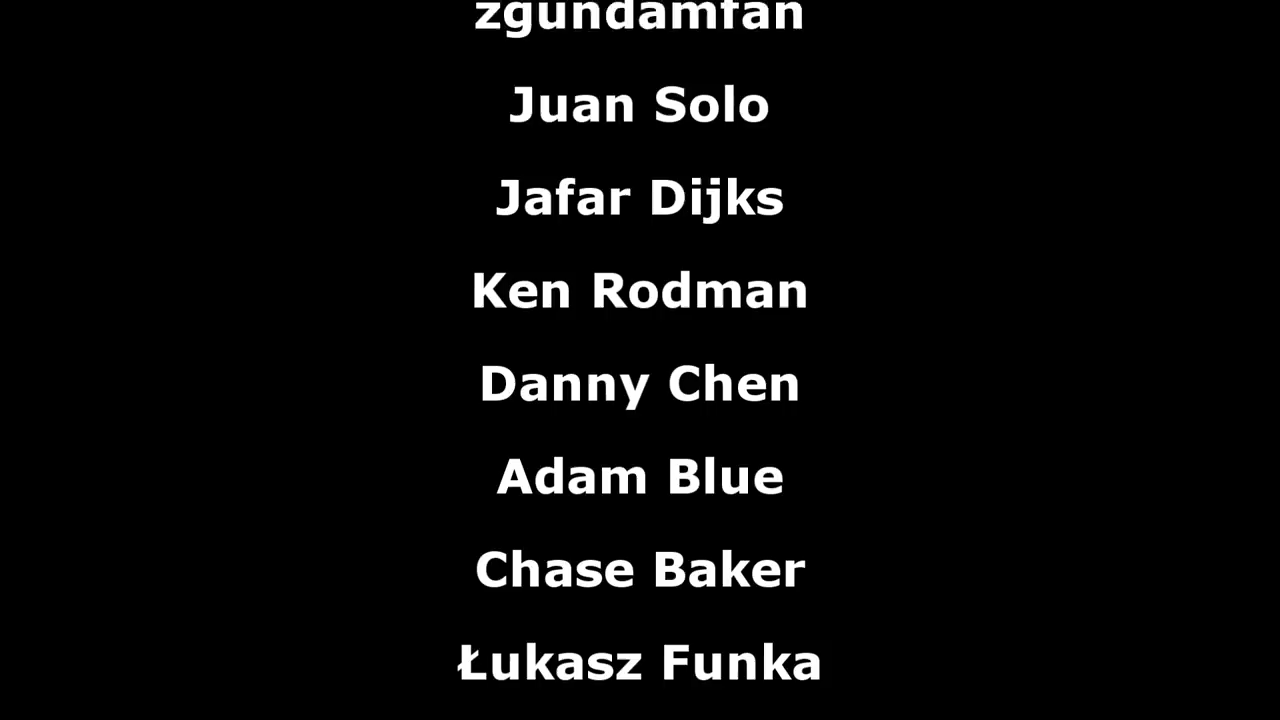 zgundamfan
Juan Solo
Jafar Dijks
Ken Rodman
Danny Chen
Adam Blue
Chase Baker
Łukasz Funka